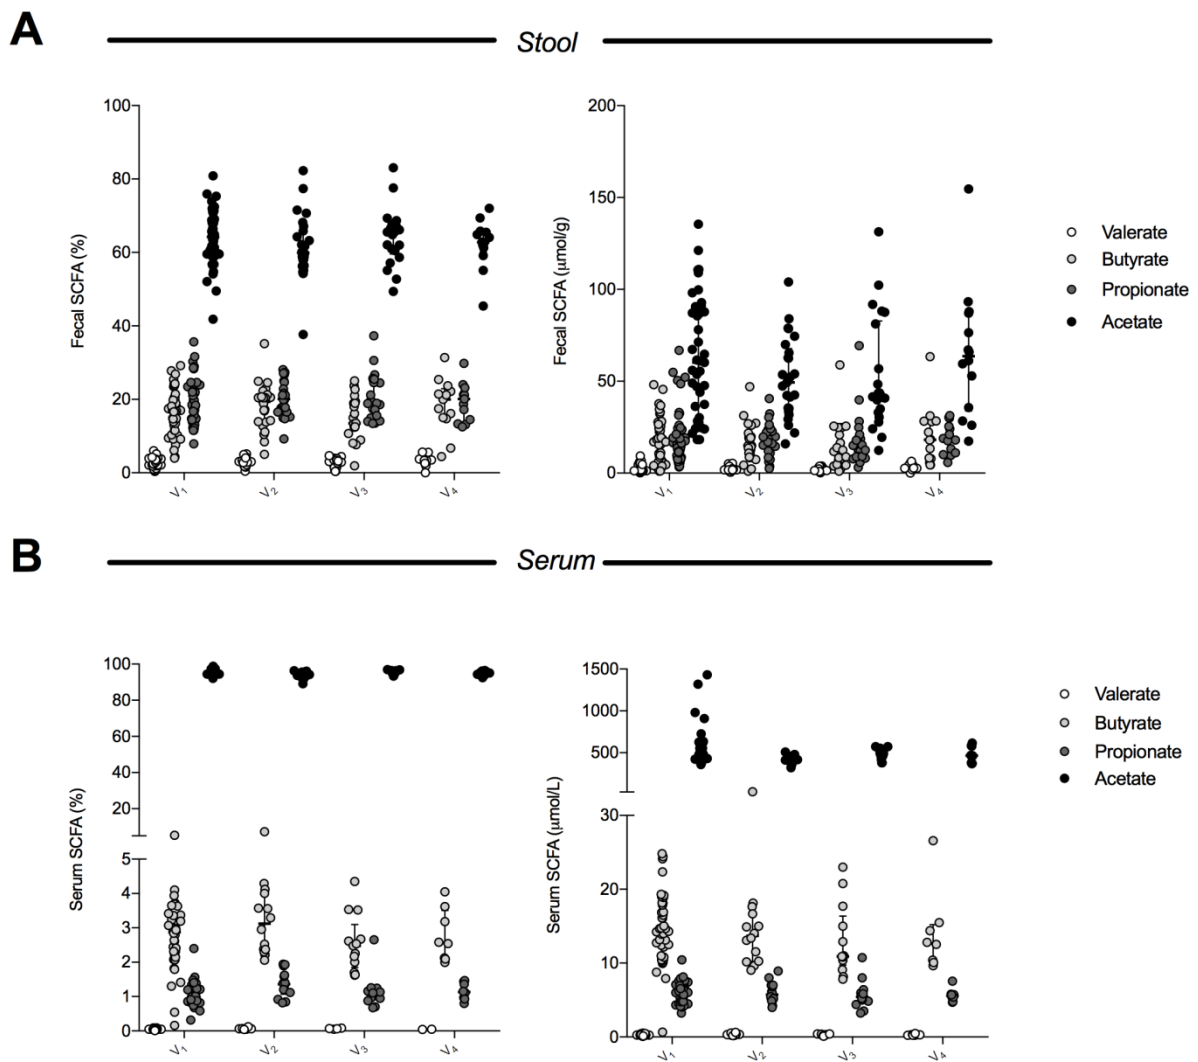 A
Stool
Fecal SCFA (%)
100
80
60
40
20
0
V1
V2
V3
V4
Fecal SCFA (μmol/g)
200
150
100
50
0
V1
V2
V3
V4
Valerate
Butyrate
Propionate
Acetate
B
Serum
Serum SCFA (%)
100
80
60
40
20
5
4
3
2
1
0
V1
V2
V3
V4
Serum SCFA (μmol/L)
1500
1000
500
30
20
10
0
V1
V2
V3
V4
Valerate
Butyrate
Propionate
Acetate